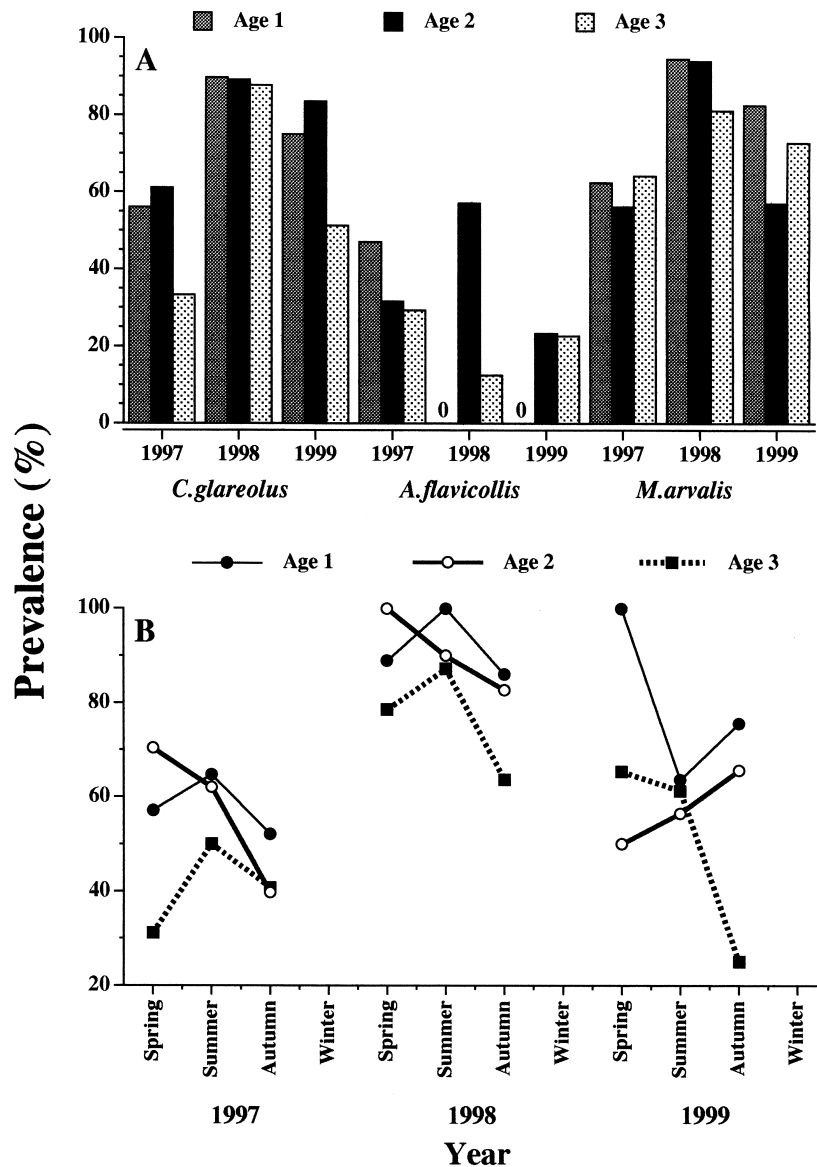 Age 1 Age 2 Age 3
A
100
80
60
40
20
0
0 0
1997 1998 1999 1997 1998 1999 1997 1998 1999
C.glareolus A.flavicollis M.arvalis
Prevalence (%)
Age 1 Age 2 Age 3
B
100
80
60
40
20
Spring Summer Autumn Winter Spring Summer Autumn Winter Spring Summer Autumn Winter
1997 1998 1999
Year